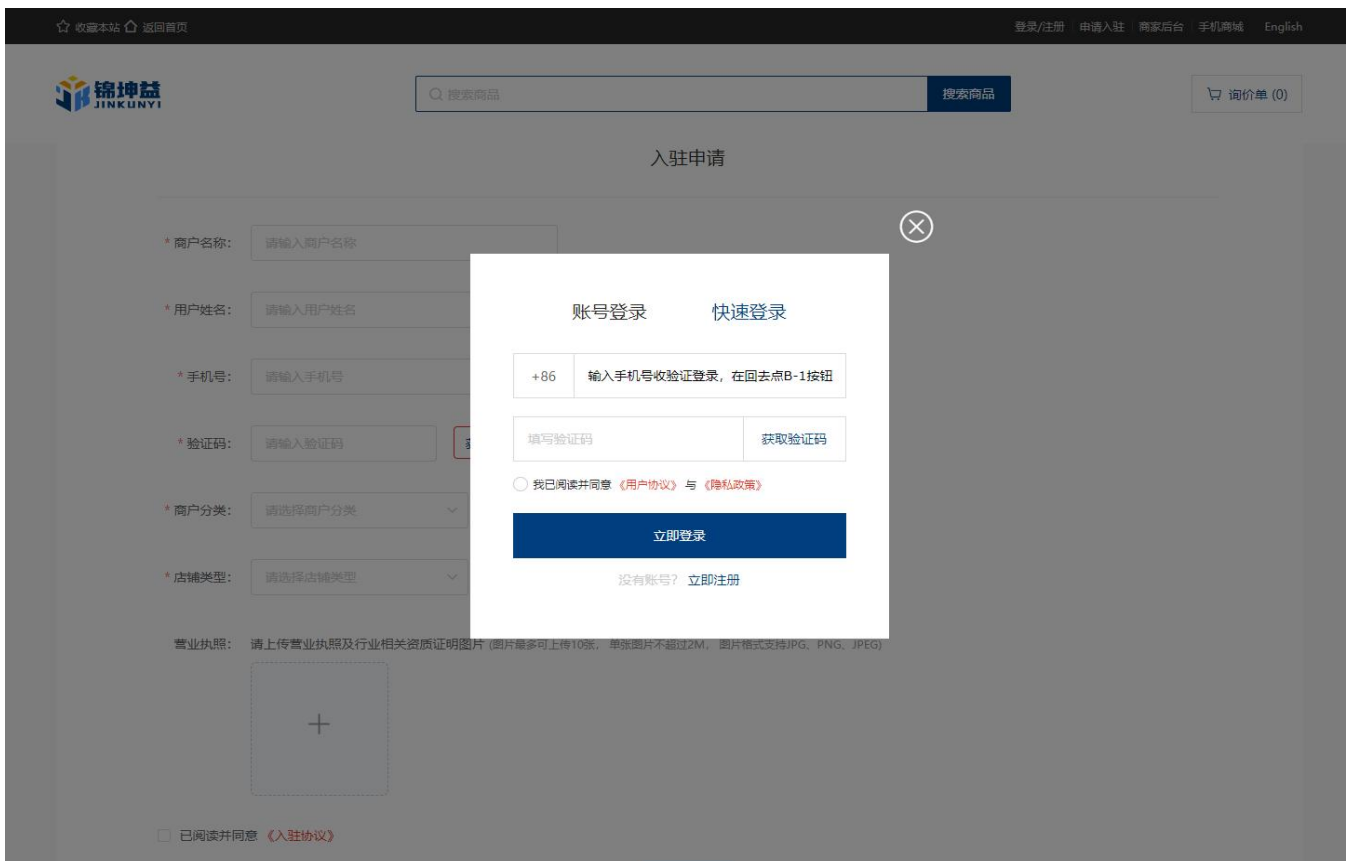 收藏本站 返回首页
登录/注册 申请入驻 商家后台 手机商城 English
锦坤益
JINKUNYI
搜索商品 搜索商品
询价单 (0)
入驻申请
* 商户名称: 请输入商户名称
* 用户姓名: 请输入用户姓名
* 手机号: 请输入手机号
* 验证码: 请输入验证码
* 商户分类: 请选择商户分类
* 店铺类型: 请选择店铺类型
营业执照: 请上传营业执照及行业相关资质证明图片 (图片最多可上传10张, 单张图片不超过2M, 图片格式支持JPG、PNG、JPEG)
已阅读并同意 《入驻协议》
账号登录 快速登录
+86 输入手机号收验证登录，在回去点B-1按钮
填写验证码 获取验证码
我已阅读并同意 《用户协议》 与 《隐私政策》
立即登录
没有账号? 立即注册